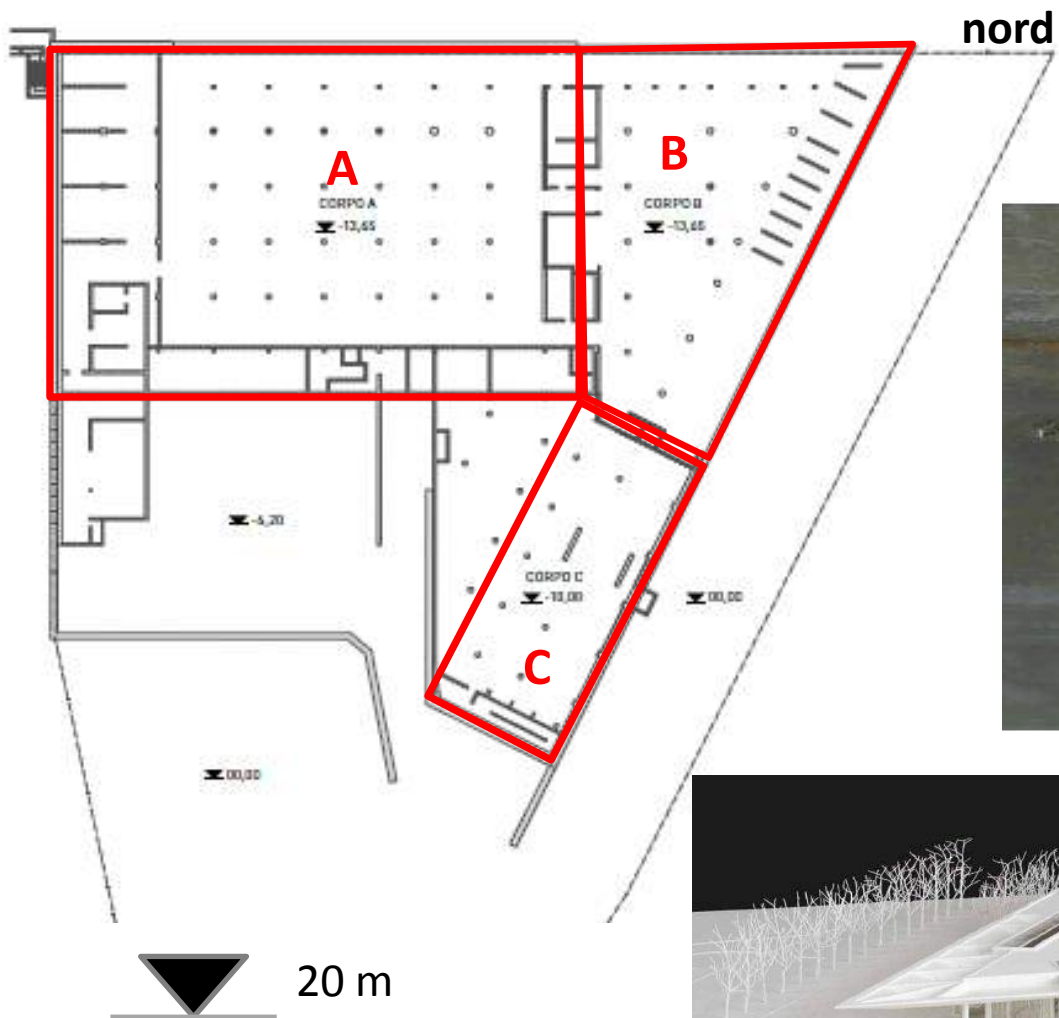 nord
A
CORPO A
-13,65
B
CORPO B
-13,65
-6,20
CORPO C
-10,00
00,00
C
00,00
20 m